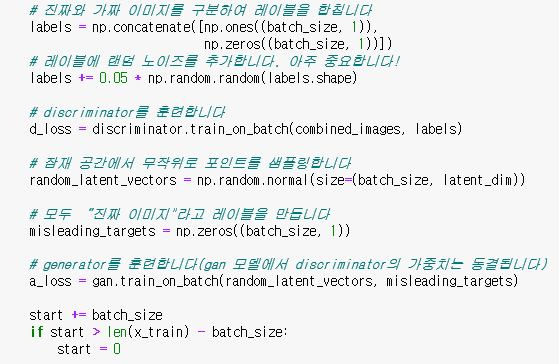 # 진짜와 가짜 이미지를 구분하여 레이블을 합칩니다
labels = np.concatenate([np.ones((batch_size, 1)),
np.zeros((batch_size, 1))])
# 레이블에 랜덤 노이즈를 추가합니다. 아주 중요합니다!
labels += 0.05 * np.random.random(labels.shape)
# discriminator를 훈련합니다
d_loss = discriminator.train_on_batch(combined_images, labels)
# 잠재 공간에서 무작위로 포인트를 샘플링합니다
random_latent_vectors = np.random.normal(size=(batch_size, latent_dim))
# 모두 “진짜 이미지"라고 레이블을 만듭니다
misleading_targets = np.zeros((batch_size, 1))
# generator를 훈련합니다(gan 모델에서 discriminator의 가중치는 동결됩니다)
a_loss = gan.train_on_batch(random_latent_vectors, misleading_targets)
start += batch_size
if start > len(x_train) - batch_size:
start = 0